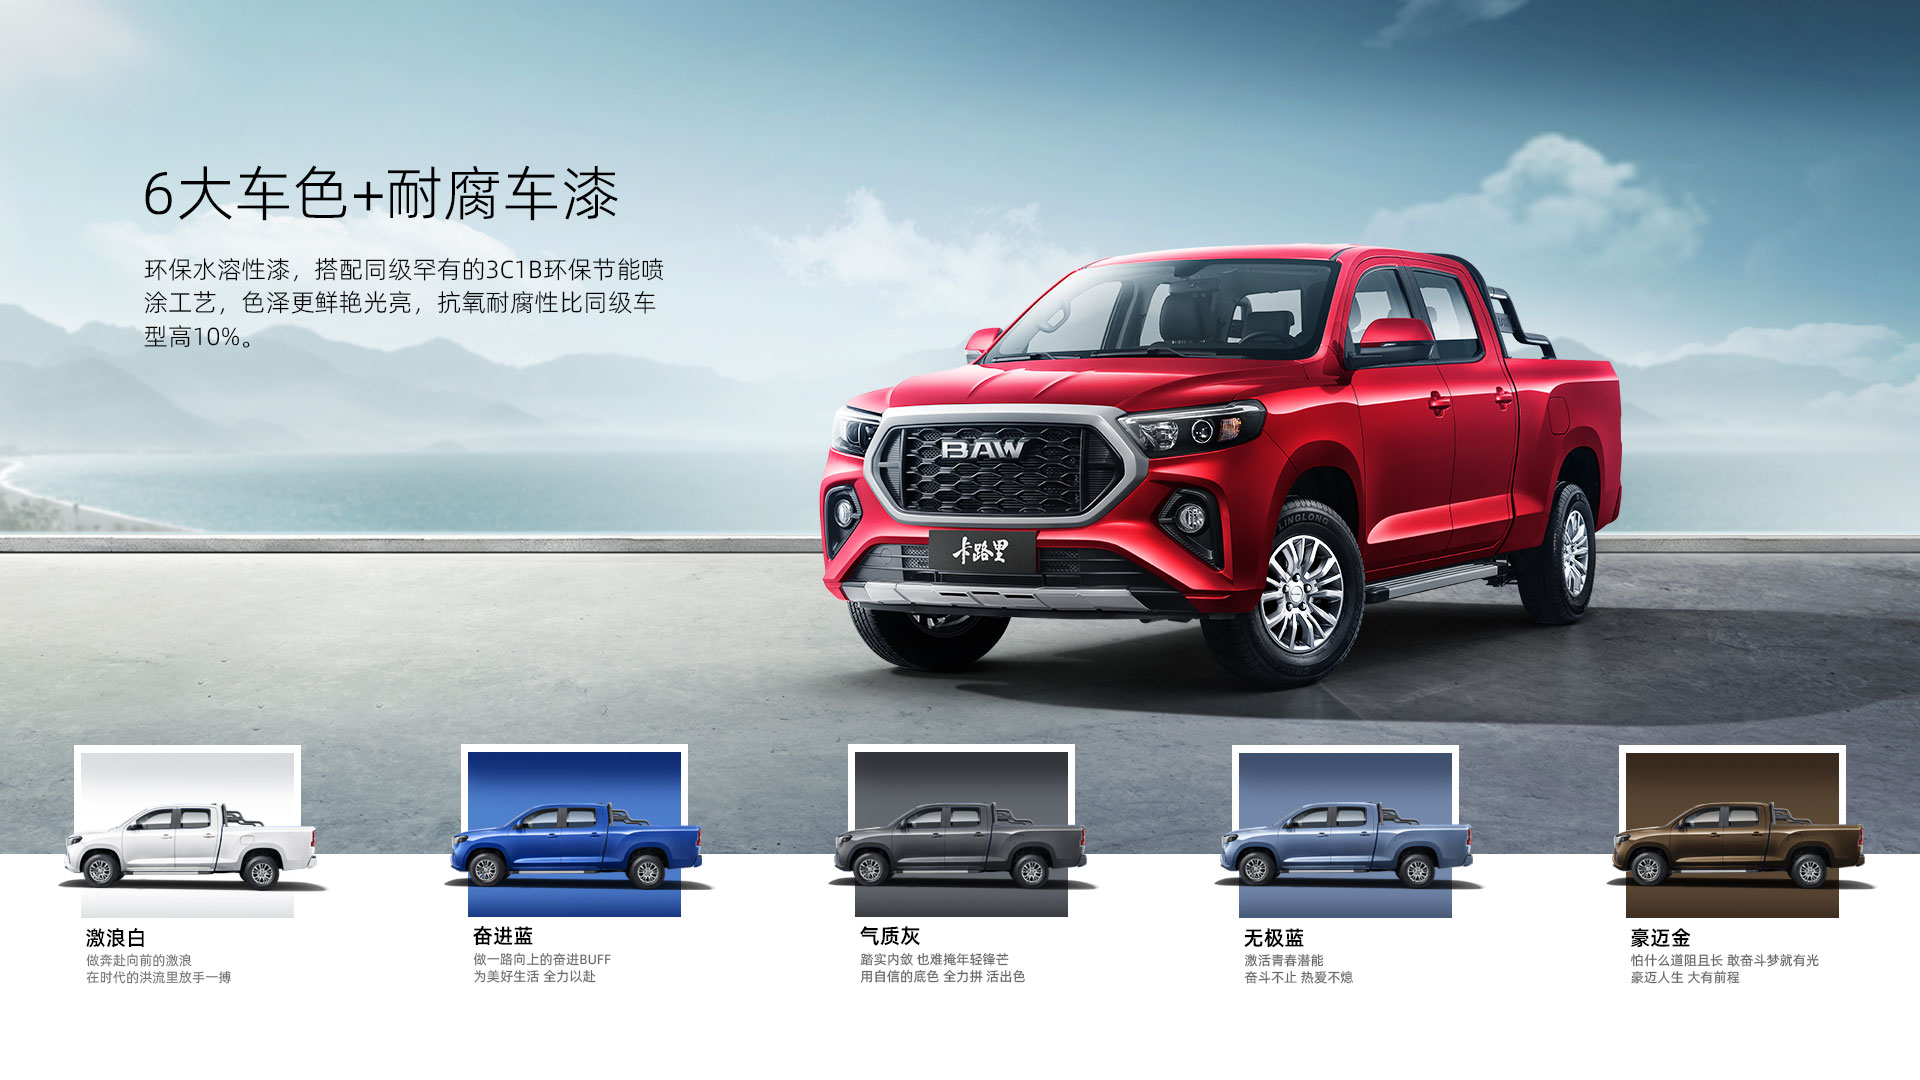 6大车色+耐腐车漆
环保水溶性漆，搭配同级罕有的3C1B环保节能喷
涂工艺，色泽更鲜艳光亮，抗氧耐腐性比同级车
型高10%。
BAW
卡路里
LINGLONG
激浪白
做奔赴向前的激浪
在时代的洪流里放手一搏
奋进蓝
做一路向上的奋进BUFF
为美好生活 全力以赴
气质灰
踏实内敛 也难掩年轻锋芒
用自信的底色 全力拼 活出色
无极蓝
激活青春潜能
奋斗不止 热爱不熄
豪迈金
怕什么道阻且长 敢奋斗梦就有光
豪迈人生 大有前程